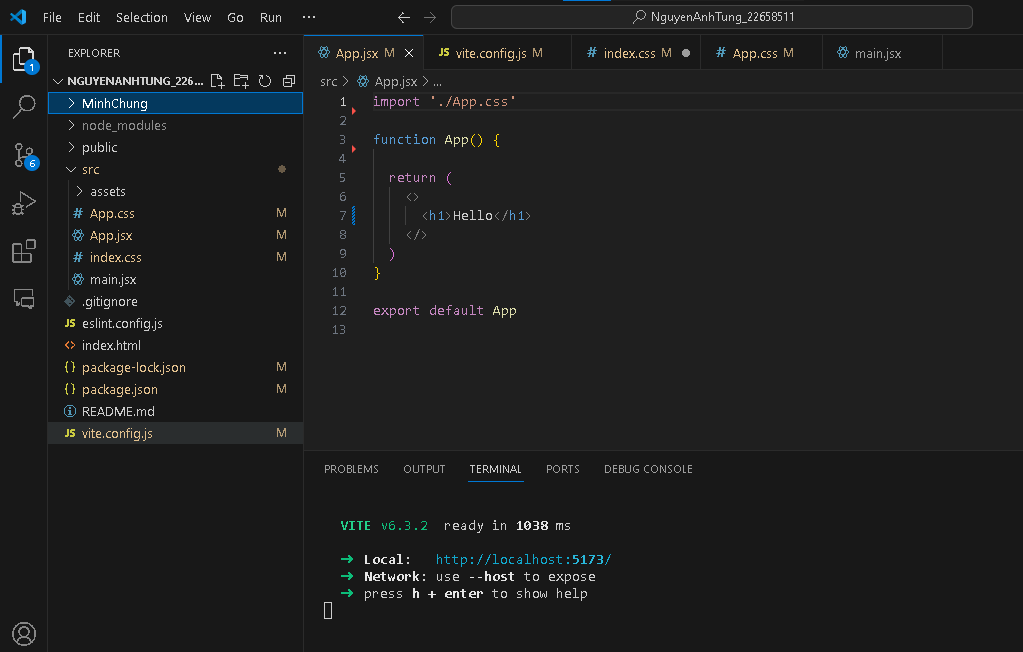 File Edit Selection View Go Run ··· NguyenAnhTung_22658511
EXPLORER ···
NGUYENANHTUNG_226...
1
MinhChung
node_modules
public
6
src
assets
# App.css M
App.jsx M
# index.css M
main.jsx
.gitignore
JS eslint.config.js
<> index.html
{} package-lock.json M
{} package.json M
README.md
JS vite.config.js M
App.jsx M × JS vite.config.js M # index.css M # App.css M main.jsx
src > App.jsx > ...
1 import './App.css'
2
3 function App() {
4
5 return (
6 <>
7 <h1>Hello</h1>
8 </>
9 )
10 }
11
12 export default App
13
PROBLEMS OUTPUT TERMINAL PORTS DEBUG CONSOLE
VITE v6.3.2 ready in 1038 ms
➜ Local: http://localhost:5173/
➜ Network: use --host to expose
➜ press h + enter to show help